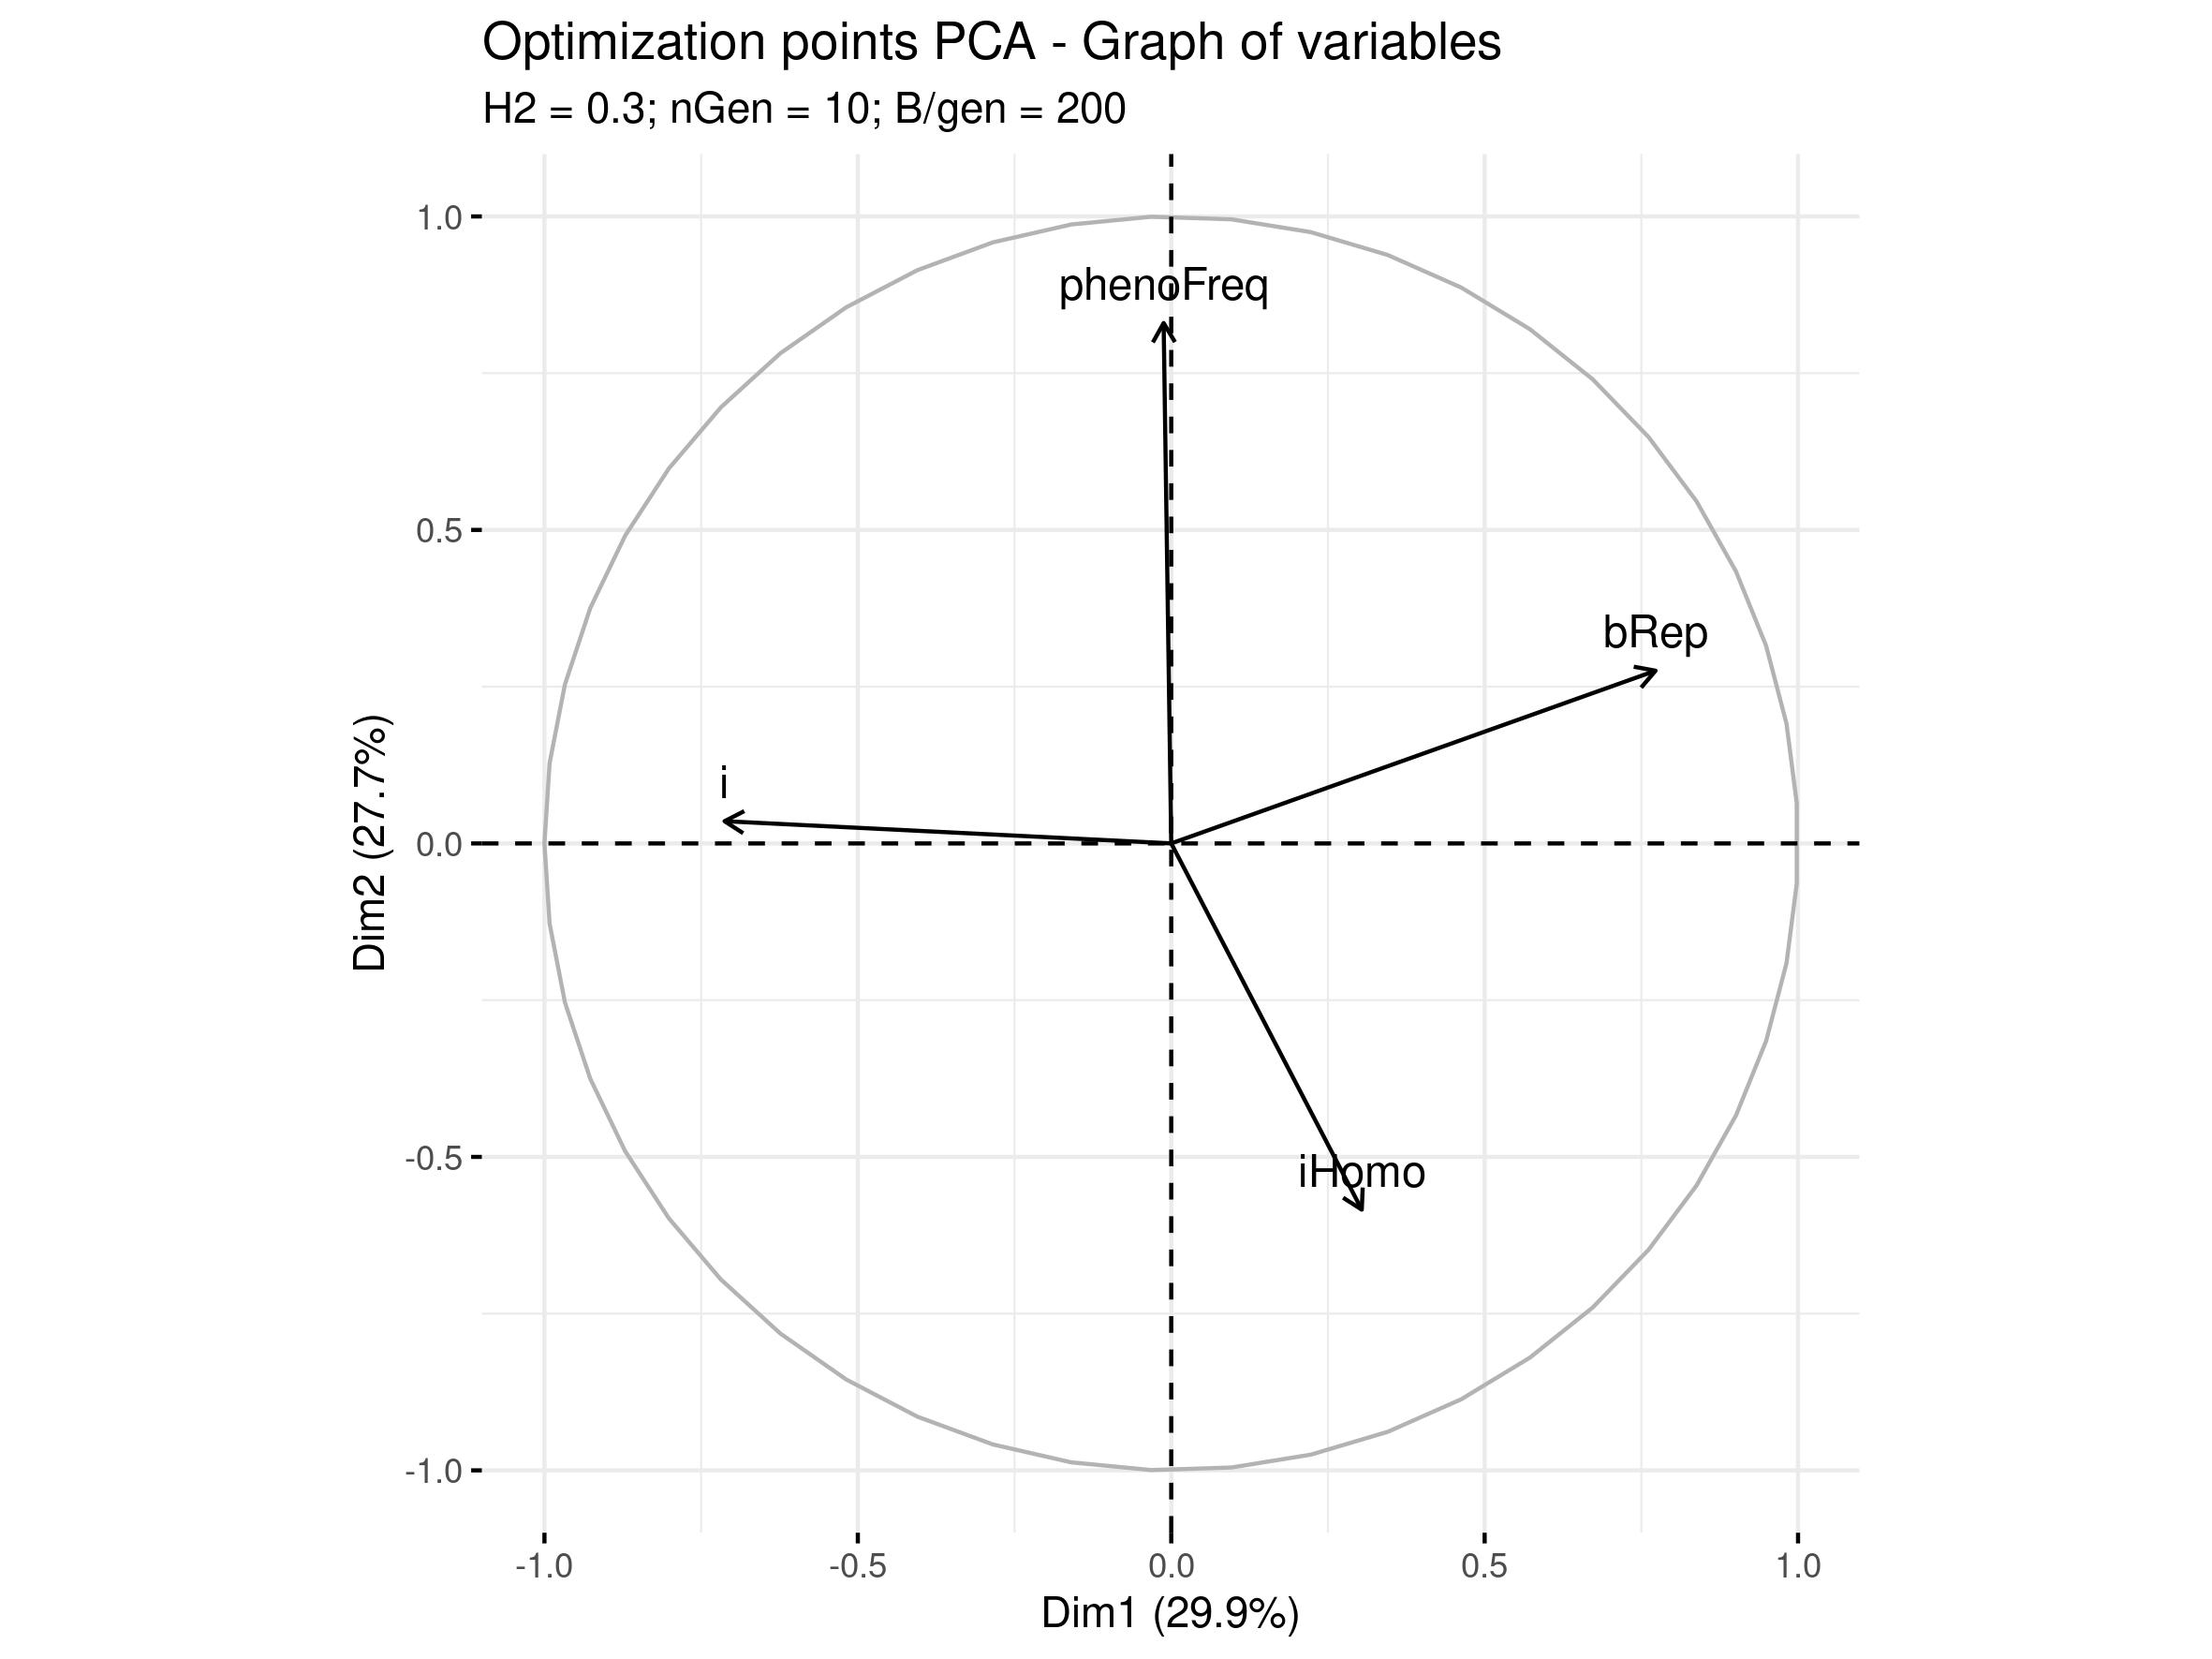 Optimization points PCA - Graph of variables
H2 = 0.3; nGen = 10; B/gen = 200
1.0
0.5
0.0
-0.5
-1.0
Dim2 (27.7%)
phenoFreq
bRep
i
iHomo
-1.0
-0.5
0.0
0.5
1.0
Dim1 (29.9%)